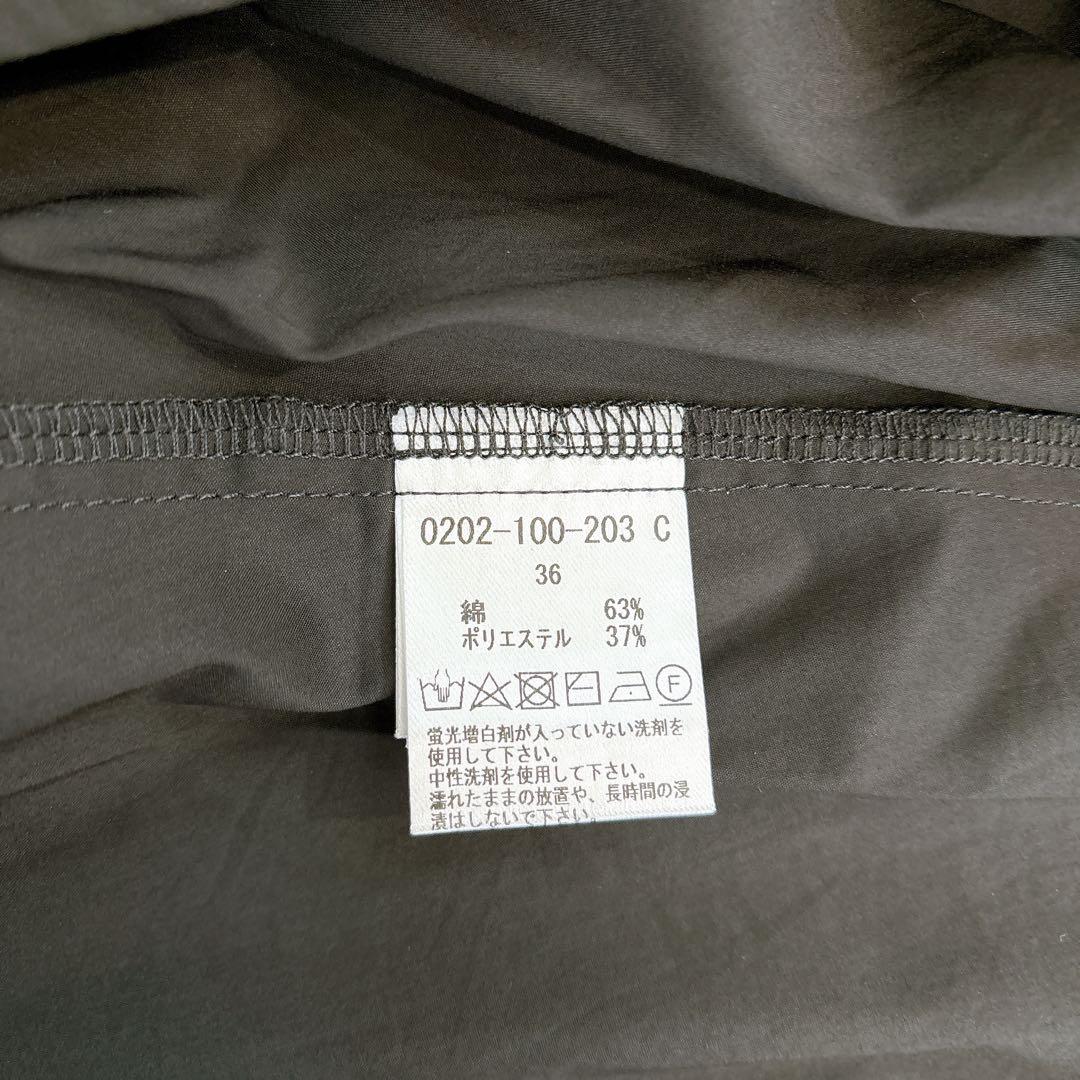 0202-100-203 C
36
綿 63%
ポリエステル 37%
F
蛍光増白剤が入っていない洗剤を
使用して下さい。
中性洗剤を使用して下さい。
濡れたままの放置や、長時間の浸
漬はしないで下さい。